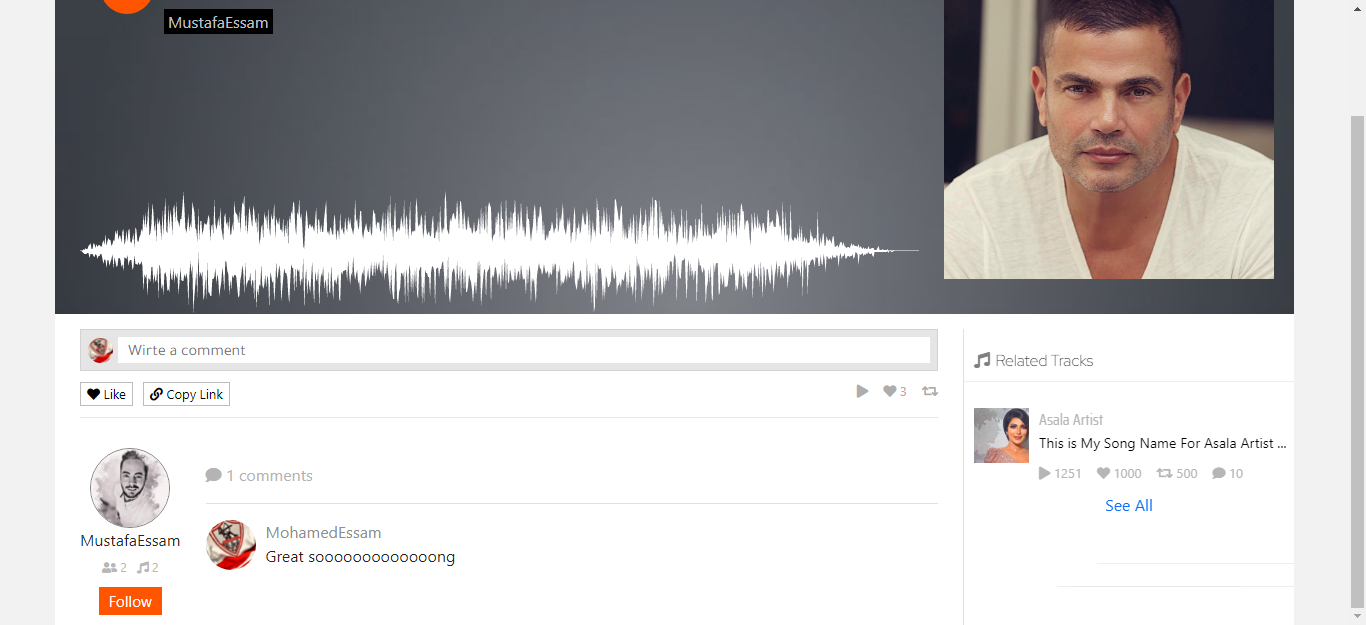 MustafaEssam
Wirte a comment
Like
Copy Link
3
Related Tracks
Asala Artist
This is My Song Name For Asala Artist ...
1251 1000 500 10
See All
1 comments
MustafaEssam
2 2
Follow
MohamedEssam
Great sooooooooooooong